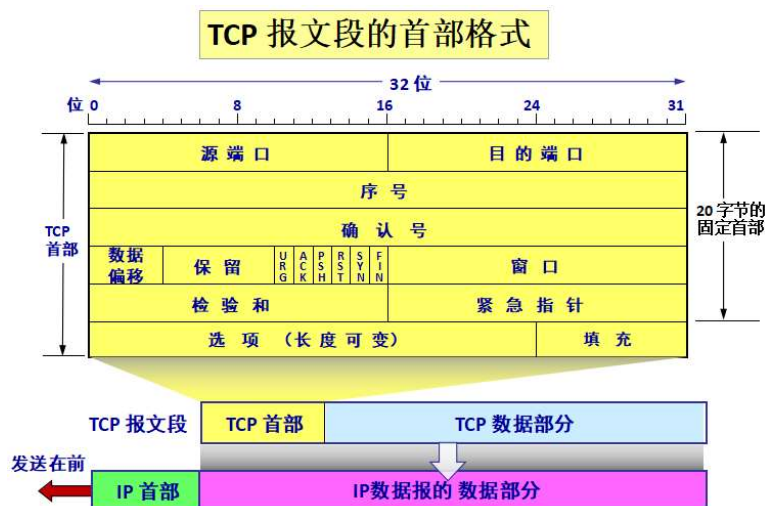 TCP 报文段的首部格式
32 位
位 0 8 16 24 31
源 端 口 目 的 端 口
序 号
确 认 号
TCP
首部
20 字节的
固定首部
数据
偏移
保 留
URG ACK PSH RST SYN FIN
窗 口
检 验 和 紧 急 指 针
选 项 (长 度 可 变) 填 充
TCP 报文段 TCP 首部 TCP 数据部分
发送在前
IP 首部 IP数据报的 数据部分